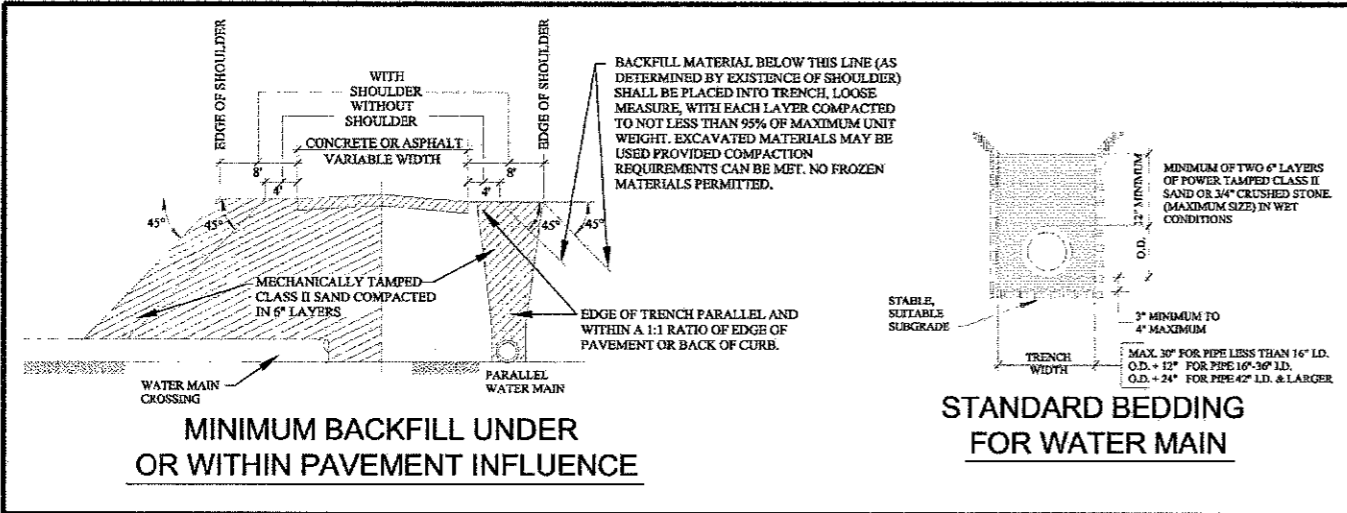 EDGE OF SHOULDER
WITH
SHOULDER
WITHOUT
SHOULDER
CONCRETE OR ASPHALT
VARIABLE WIDTH
EDGE OF SHOULDER
8'
8'
4'
4'
45°
45°
45°
45°
BACKFILL MATERIAL BELOW THIS LINE (AS
DETERMINED BY EXISTENCE OF SHOULDER)
SHALL BE PLACED INTO TRENCH, LOOSE
MEASURE, WITH EACH LAYER COMPACTED
TO NOT LESS THAN 95% OF MAXIMUM UNIT
WEIGHT. EXCAVATED MATERIALS MAY BE
USED PROVIDED COMPACTION
REQUIREMENTS CAN BE MET. NO FROZEN
MATERIALS PERMITTED.
MECHANICALLY TAMPED
CLASS II SAND COMPACTED
IN 6" LAYERS
EDGE OF TRENCH PARALLEL AND
WITHIN A 1:1 RATIO OF EDGE OF
PAVEMENT OR BACK OF CURB.
WATER MAIN
CROSSING
PARALLEL
WATER MAIN
MINIMUM BACKFILL UNDER
OR WITHIN PAVEMENT INFLUENCE
12" MINIMUM
O.D.
MINIMUM OF TWO 6" LAYERS
OF POWER TAMPED CLASS II
SAND OR 3/4" CRUSHED STONE
(MAXIMUM SIZE) IN WET
CONDITIONS
STABLE,
SUITABLE
SUBGRADE
3" MINIMUM TO
4" MAXIMUM
TRENCH
WIDTH
MAX. 30" FOR PIPE LESS THAN 16" I.D.
O.D. + 12" FOR PIPE 16"-36" I.D.
O.D. + 24" FOR PIPE 42" I.D. & LARGER
STANDARD BEDDING
FOR WATER MAIN